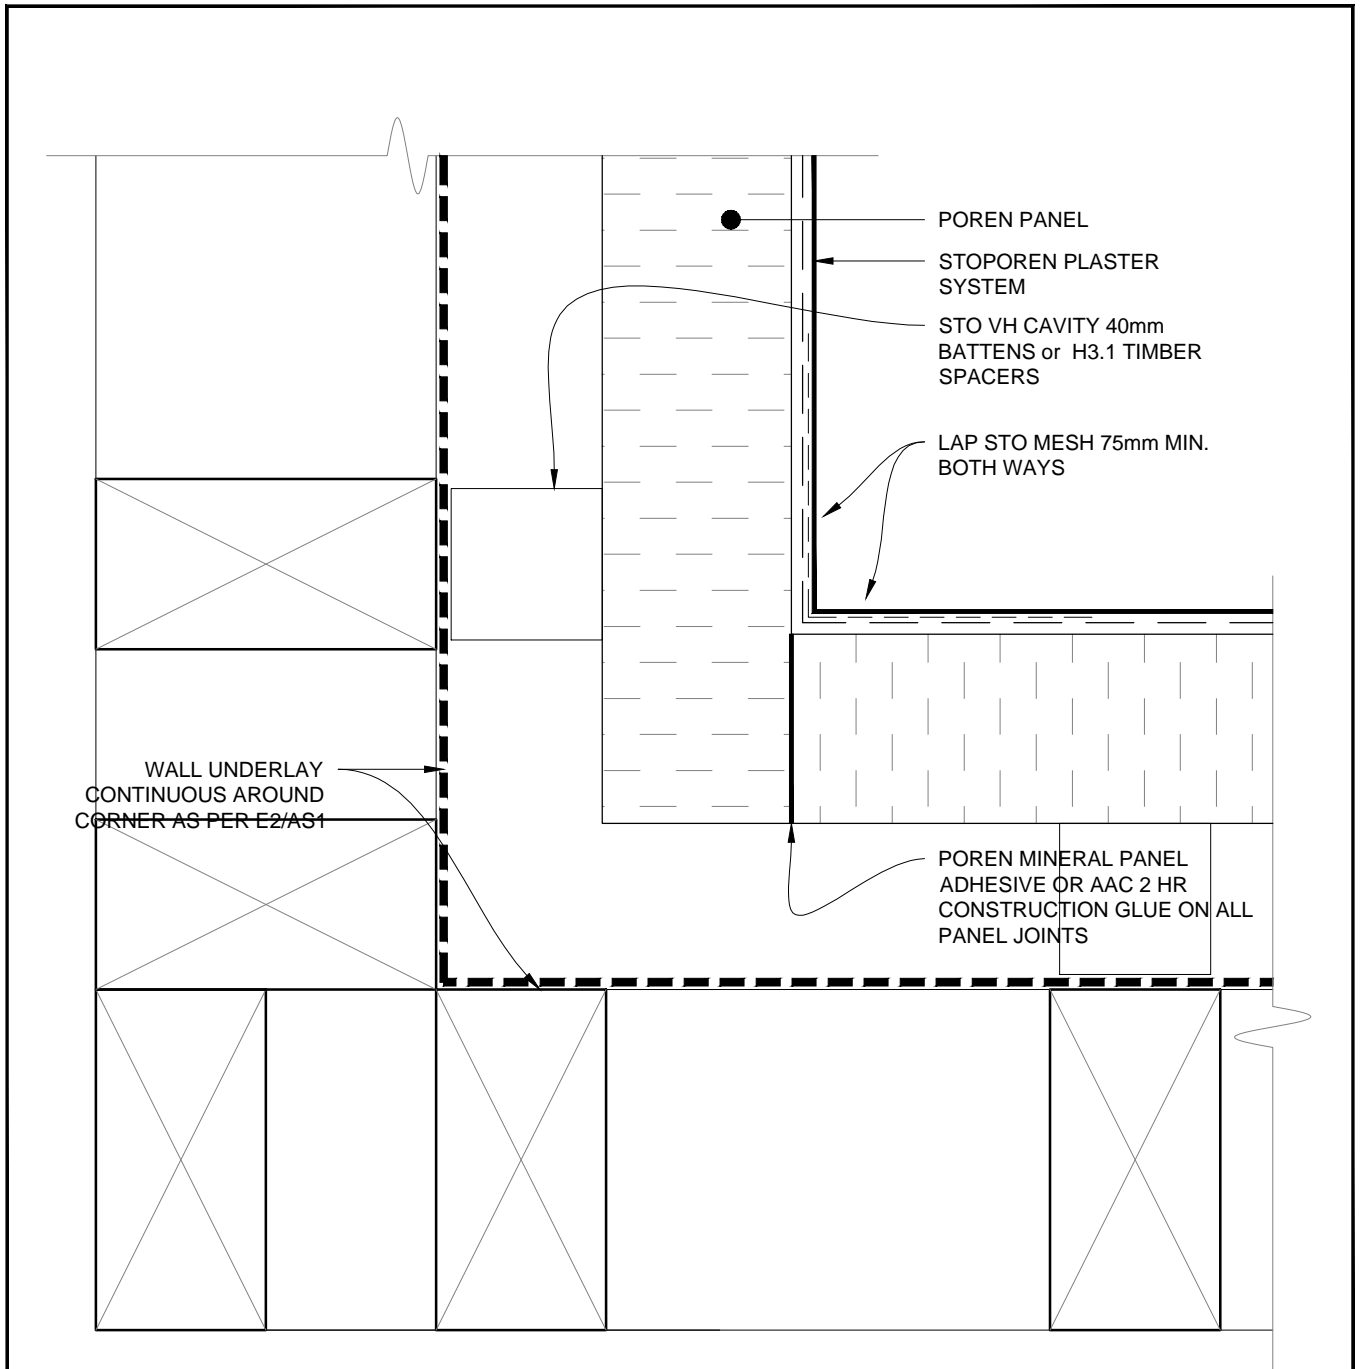 POREN PANEL
STOPOREN PLASTER
SYSTEM
STO VH CAVITY 40mm
BATTENS or H3.1 TIMBER
SPACERS
LAP STO MESH 75mm MIN.
BOTH WAYS
WALL UNDERLAY
CONTINUOUS AROUND
CORNER AS PER E2/AS1
POREN MINERAL PANEL
ADHESIVE OR AAC 2 HR
CONSTRUCTION GLUE ON ALL
PANEL JOINTS